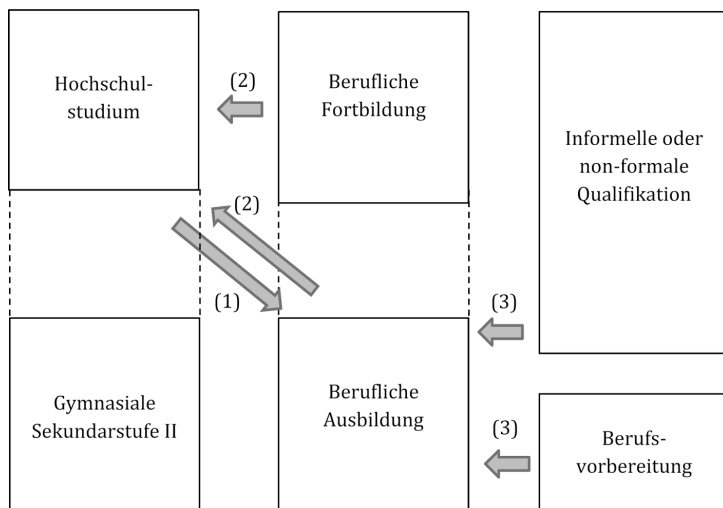 Hochschul-
studium
(2)
Berufliche
Fortbildung
Informelle oder
non-formale
Qualifikation
(2)
(1)
(3)
Gymnasiale
Sekundarstufe II
Berufliche
Ausbildung
(3)
Berufs-
vorbereitung